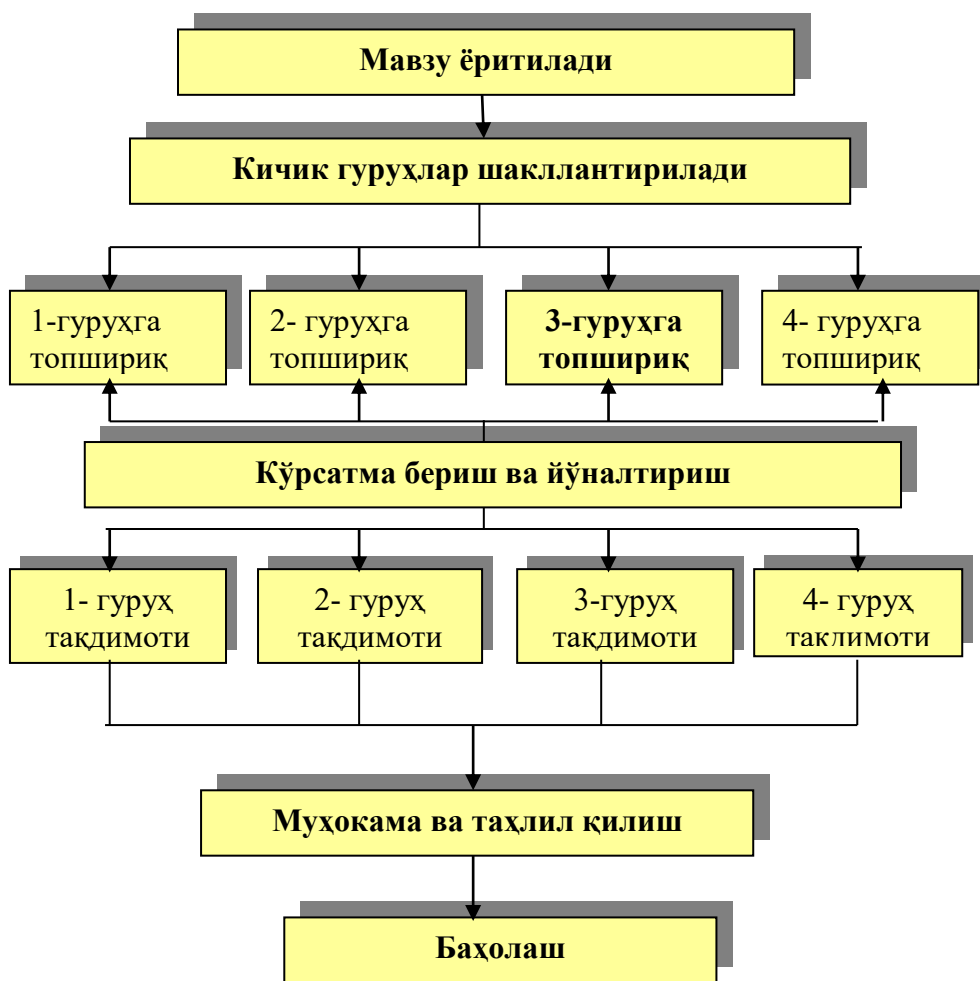 Мавзу ёритилади
Кичик гуруҳлар шакллантирилади
1-гуруҳга
топшириқ
2- гуруҳга
топшириқ
3-гуруҳга
топшириқ
4- гуруҳга
топшириқ
Кўрсатма бериш ва йўналтириш
1- гуруҳ
тақдимоти
2- гуруҳ
тақдимоти
3-гуруҳ
тақдимоти
4- гуруҳ
тақдимоти
Муҳокама ва таҳлил қилиш
Баҳолаш